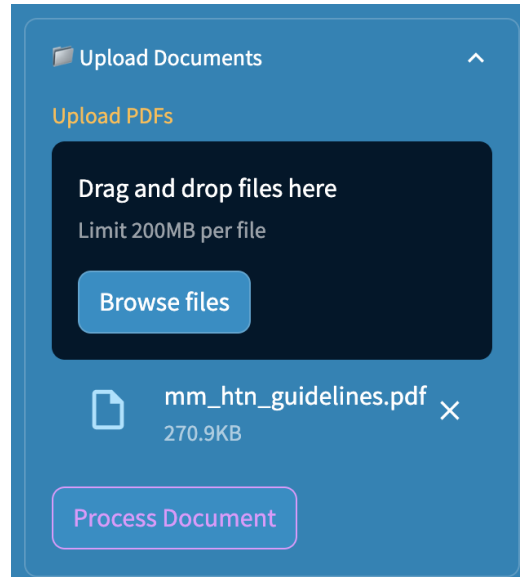 Upload Documents
Upload PDFs
Drag and drop files here
Limit 200MB per file
Browse files
mm_htn_guidelines.pdf
270.9KB
Process Document